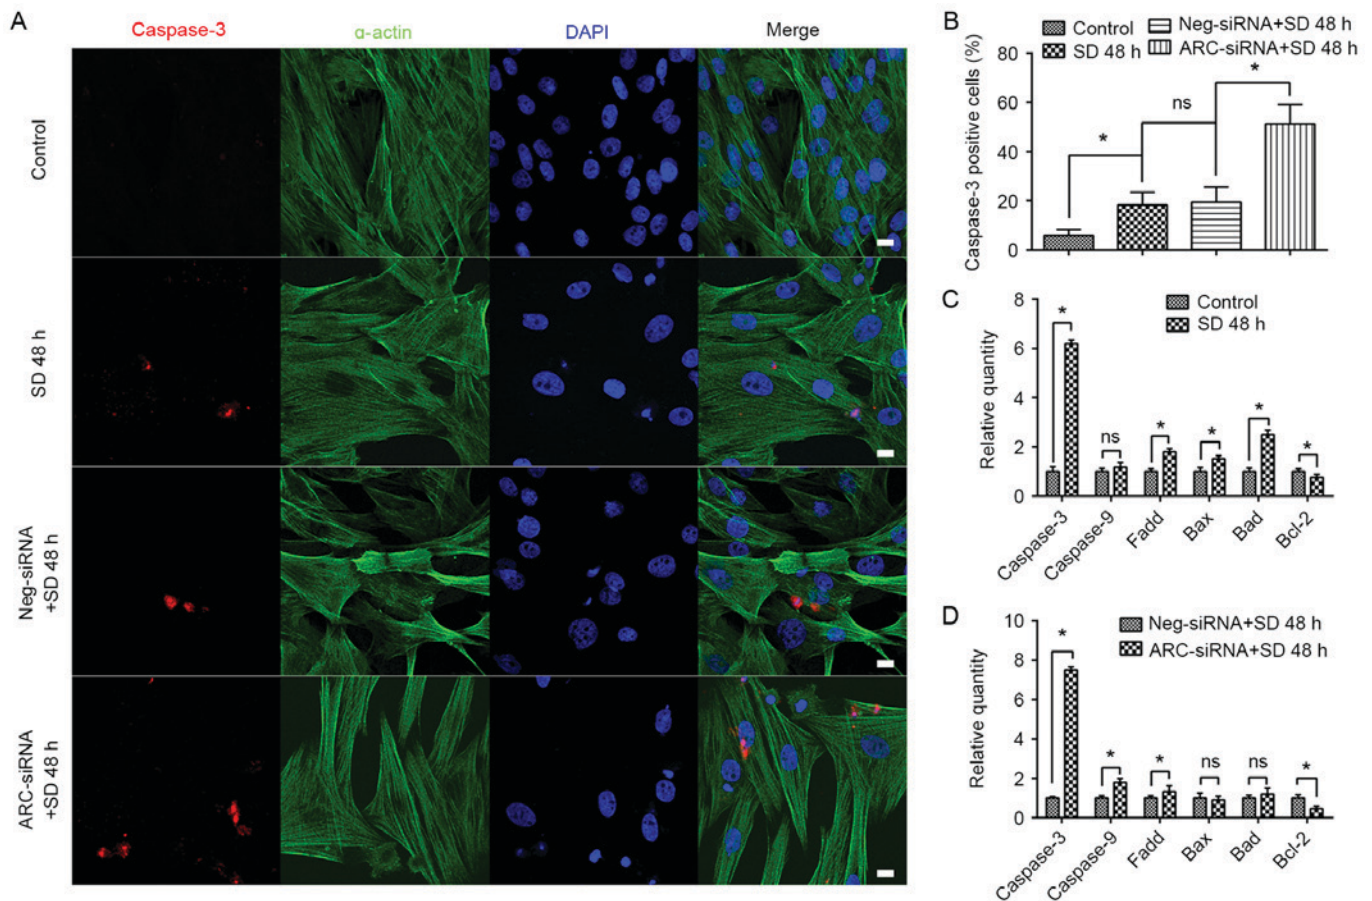 A
Caspase-3
α-actin
DAPI
Merge
Control
SD 48 h
Neg-siRNA
+SD 48 h
ARC-siRNA
+SD 48 h
B
Control
SD 48 h
Neg-siRNA+SD 48 h
ARC-siRNA+SD 48 h
Caspase-3 positive cells (%)
80
60
40
20
0
*
ns
*
C
Control
SD 48 h
Relative quantity
8
6
4
2
0
*
ns
*
*
*
*
Caspase-3
Caspase-9
Fadd
Bax
Bad
Bcl-2
D
Neg-siRNA+SD 48 h
ARC-siRNA+SD 48 h
Relative quantity
10
8
6
4
2
0
*
*
*
ns
ns
*
Caspase-3
Caspase-9
Fadd
Bax
Bad
Bcl-2